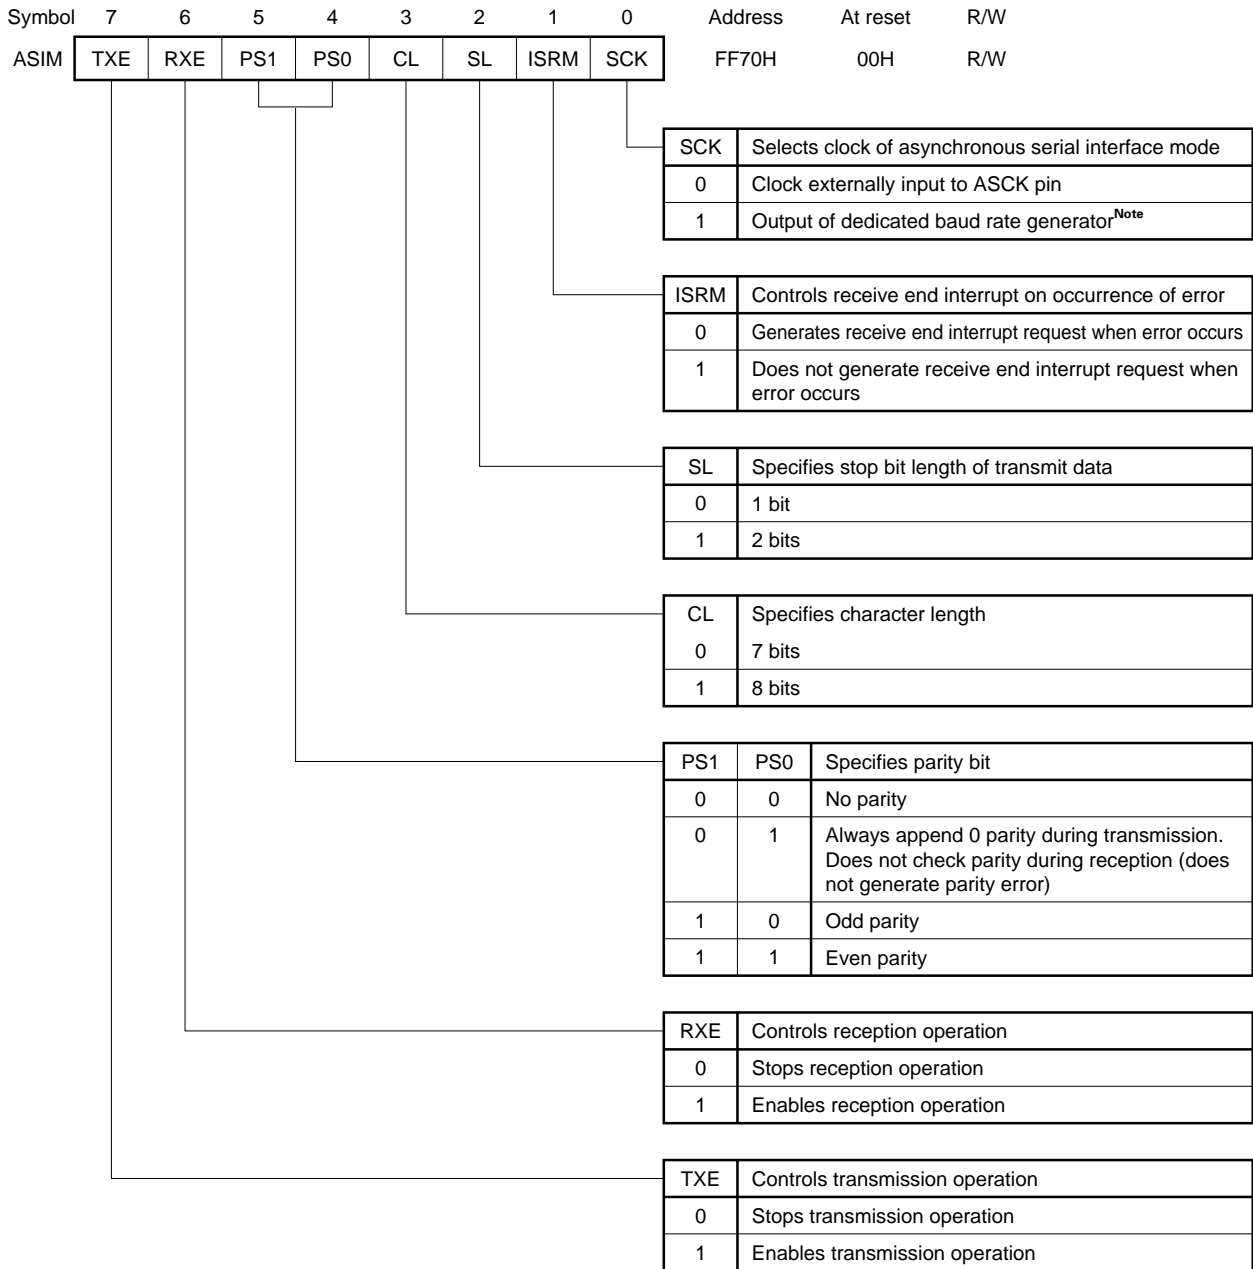 Symbol 7 6 5 4 3 2 1 0 Address At reset R/W
ASIM TXE RXE PS1 PS0 CL SL ISRM SCK FF70H 00H R/W
SCK Selects clock of asynchronous serial interface mode
0 Clock externally input to ASCK pin
1 Output of dedicated baud rate generatorNote
ISRM Controls receive end interrupt on occurrence of error
0 Generates receive end interrupt request when error occurs
1 Does not generate receive end interrupt request when
error occurs
SL Specifies stop bit length of transmit data
0 1 bit
1 2 bits
CL Specifies character length
0 7 bits
1 8 bits
PS1 PS0 Specifies parity bit
0 0 No parity
0 1 Always append 0 parity during transmission.
Does not check parity during reception (does
not generate parity error)
1 0 Odd parity
1 1 Even parity
RXE Controls reception operation
0 Stops reception operation
1 Enables reception operation
TXE Controls transmission operation
0 Stops transmission operation
1 Enables transmission operation